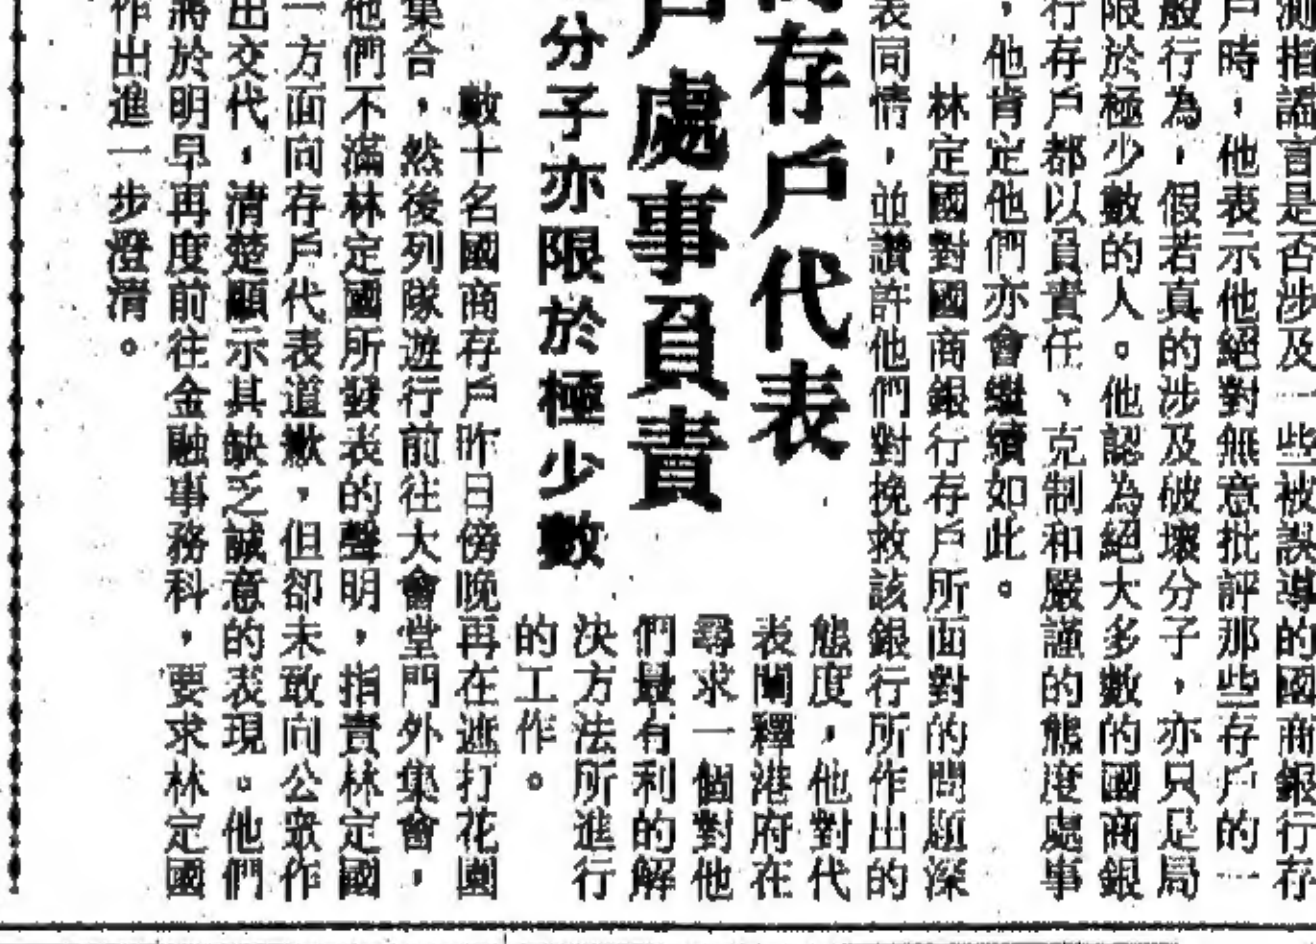 測指證言是否涉及一些被誤導的國商銀行存
戶時，他表示他絕對無意批評那些存戶的一
般行為，假若真的涉及破壞分子，亦只是局
限於極少數的人。他認為絕大多數的國商銀
行存戶都以負責任、克制和嚴謹的態度處事
，他肯定他們亦會繼續如此。
林定國對國商銀行存戶所面對的問題深
表同情，並讚許他們對挽救該銀行所作出的
存戶代表
戶處事負責
分子亦限於極少數
態度，他對代
表闡釋港府在
尋求一個對他
們最有利的解
決方法所進行
的工作。
數十名國商存戶昨日傍晚再在遮打花園
集合，然後列隊遊行前往大會堂門外集會，
他們不滿林定國所發表的聲明，指責林定國
一方面向存戶代表道歉，但卻未敢向公眾作
出交代，清楚顯示其缺乏誠意的表現。他們
將於明早再度前往金融事務科，要求林定國
作出進一步澄清。